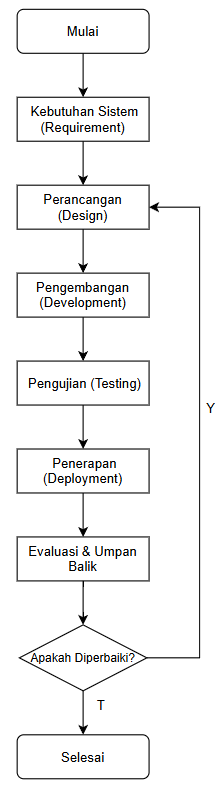 Mulai
Kebutuhan Sistem
(Requirement)
Perancangan
(Design)
Pengembangan
(Development)
Pengujian (Testing)
Penerapan
(Deployment)
Evaluasi & Umpan
Balik
Apakah Diperbaiki?
Y
T
Selesai